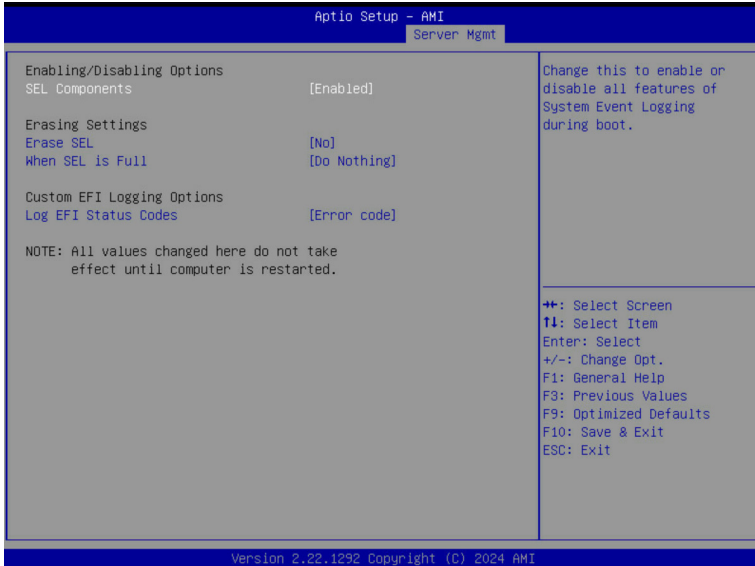 Aptio Setup – AMI
Server Mgmt
Enabling/Disabling Options
SEL Components [Enabled]
Erasing Settings
Erase SEL [No]
When SEL is Full [Do Nothing]
Custom EFI Logging Options
Log EFI Status Codes [Error code]
NOTE: All values changed here do not take
effect until computer is restarted.
Change this to enable or
disable all features of
System Event Logging
during boot.
→←: Select Screen
↑↓: Select Item
Enter: Select
+/-: Change Opt.
F1: General Help
F3: Previous Values
F9: Optimized Defaults
F10: Save & Exit
ESC: Exit
Version 2.22.1292 Copyright (C) 2024 AMI